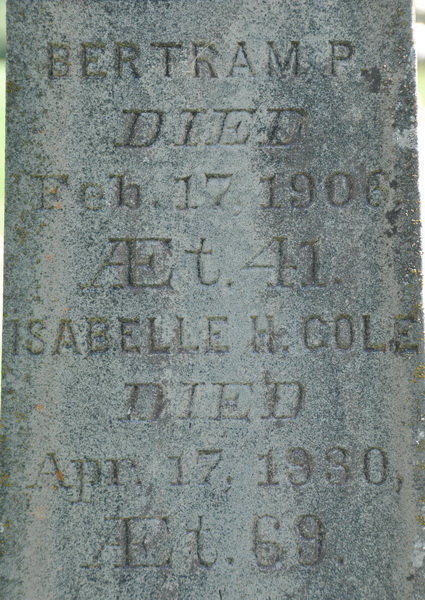 BERTRAM P.
DIED
Feb. 17, 1906,
Æt. 41.
ISABELLE H. COLE
DIED
Apr. 17, 1930,
Æt. 69.